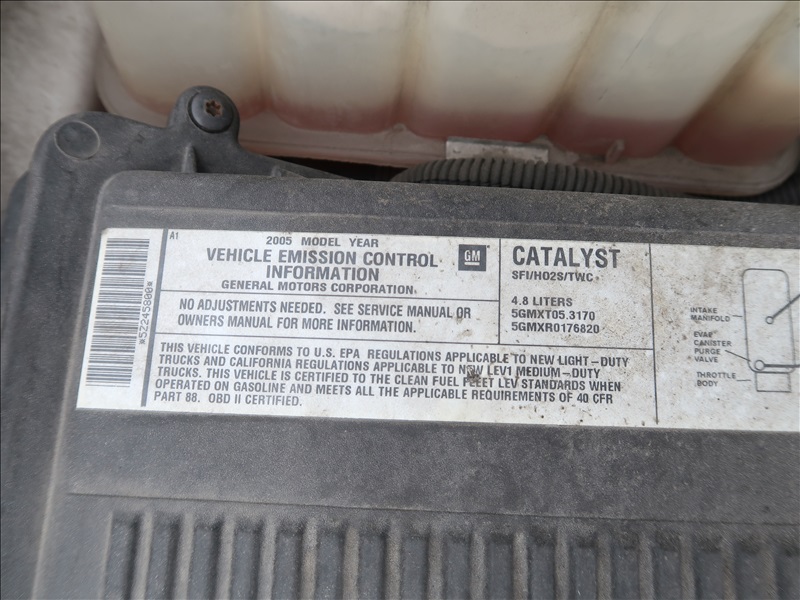 A1
2005 MODEL YEAR
VEHICLE EMISSION CONTROL
INFORMATION
GENERAL MOTORS CORPORATION
GM
NO ADJUSTMENTS NEEDED. SEE SERVICE MANUAL OR
OWNERS MANUAL FOR MORE INFORMATION.
CATALYST
SFI/HO2S/TWC
4.8 LITERS
5GMXT05.3170
5GMXR0176820
THIS VEHICLE CONFORMS TO U.S. EPA REGULATIONS APPLICABLE TO NEW LIGHT-DUTY
TRUCKS AND CALIFORNIA REGULATIONS APPLICABLE TO NEW LEV1 MEDIUM-DUTY
TRUCKS. THIS VEHICLE IS CERTIFIED TO THE CLEAN FUEL FLEET LEV STANDARDS WHEN
OPERATED ON GASOLINE AND MEETS ALL THE APPLICABLE REQUIREMENTS OF 40 CFR
PART 88. OBD II CERTIFIED.
*5Z245800*
INTAKE
MANIFOLD
EVAP
CANISTER
PURGE
VALVE
THROTTLE
BODY